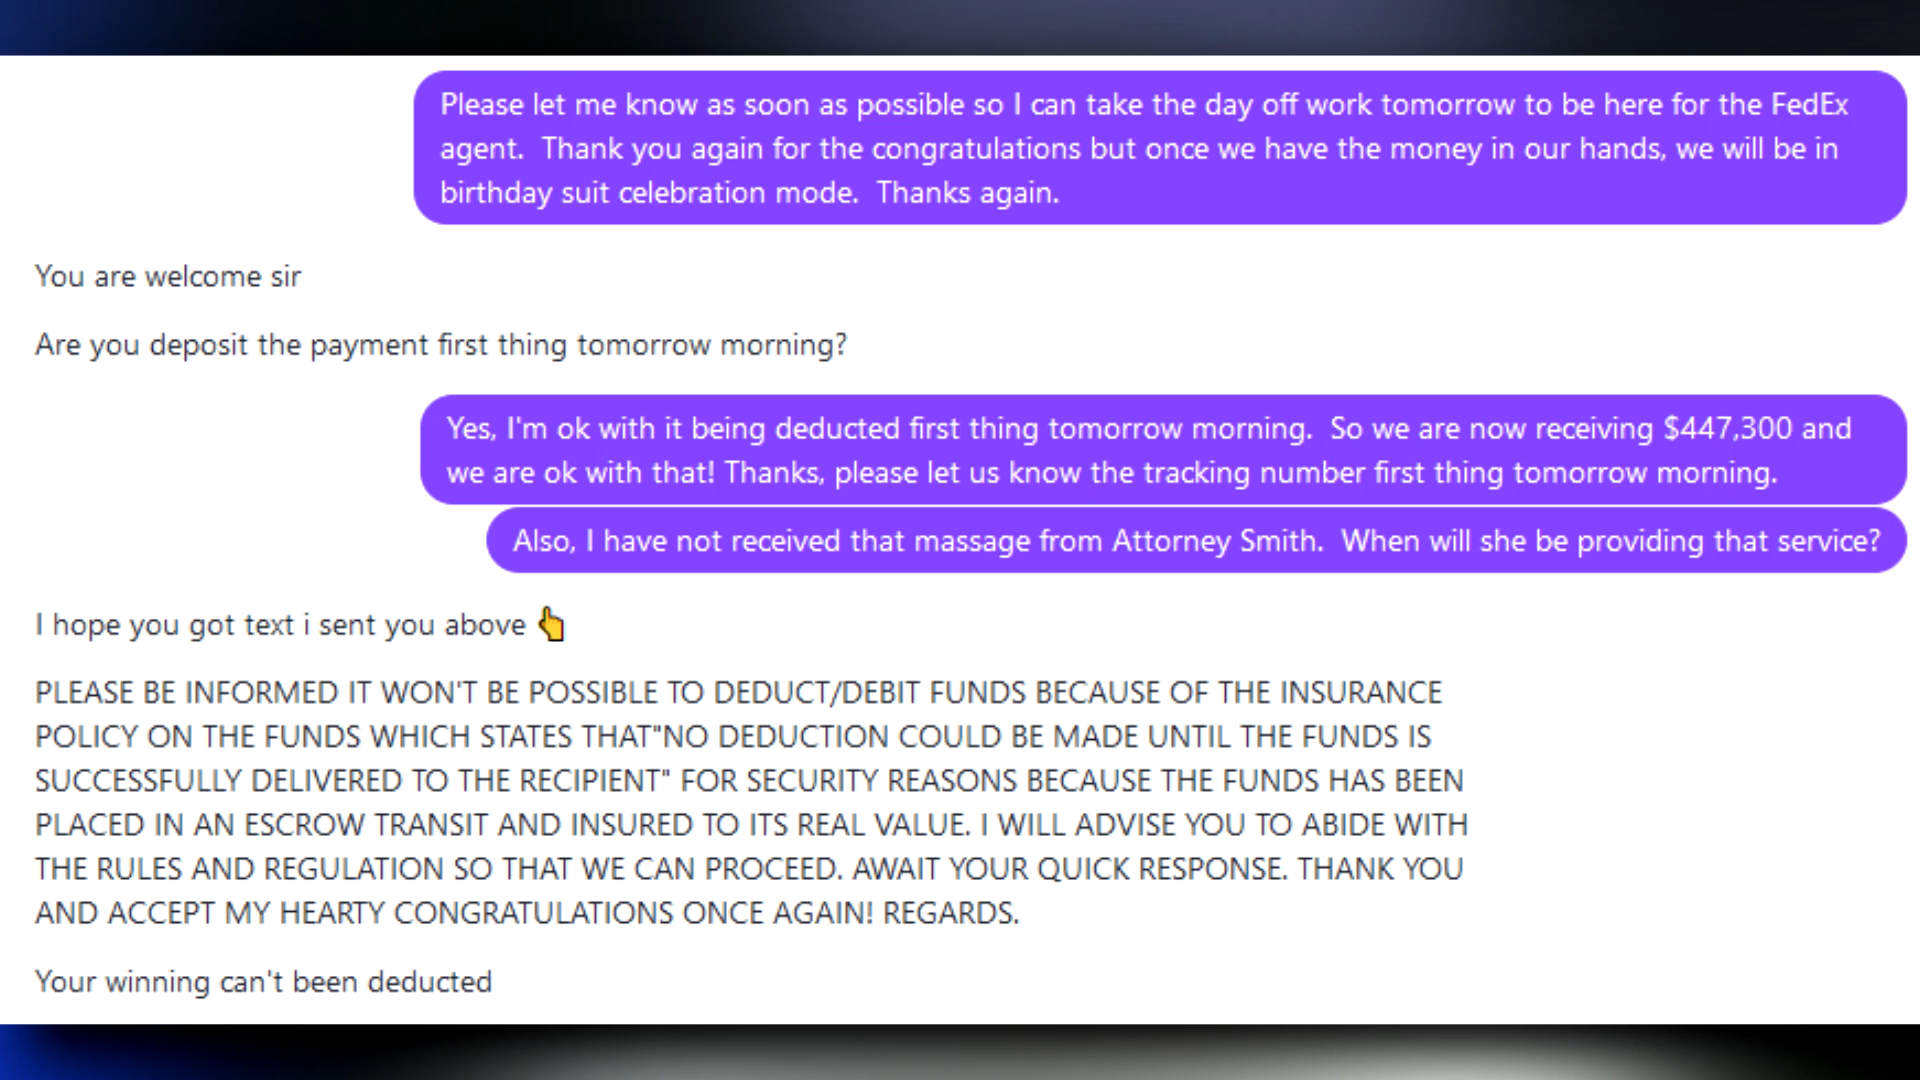 Please let me know as soon as possible so I can take the day off work tomorrow to be here for the FedEx
agent.  Thank you again for the congratulations but once we have the money in our hands, we will be in
birthday suit celebration mode.  Thanks again.
You are welcome sir
Are you deposit the payment first thing tomorrow morning?
Yes, I'm ok with it being deducted first thing tomorrow morning.  So we are now receiving $447,300 and
we are ok with that! Thanks, please let us know the tracking number first thing tomorrow morning.
Also, I have not received that massage from Attorney Smith.  When will she be providing that service?
I hope you got text i sent you above 👆
PLEASE BE INFORMED IT WON'T BE POSSIBLE TO DEDUCT/DEBIT FUNDS BECAUSE OF THE INSURANCE
POLICY ON THE FUNDS WHICH STATES THAT"NO DEDUCTION COULD BE MADE UNTIL THE FUNDS IS
SUCCESSFULLY DELIVERED TO THE RECIPIENT" FOR SECURITY REASONS BECAUSE THE FUNDS HAS BEEN
PLACED IN AN ESCROW TRANSIT AND INSURED TO ITS REAL VALUE. I WILL ADVISE YOU TO ABIDE WITH
THE RULES AND REGULATION SO THAT WE CAN PROCEED. AWAIT YOUR QUICK RESPONSE. THANK YOU
AND ACCEPT MY HEARTY CONGRATULATIONS ONCE AGAIN! REGARDS.
Your winning can't been deducted